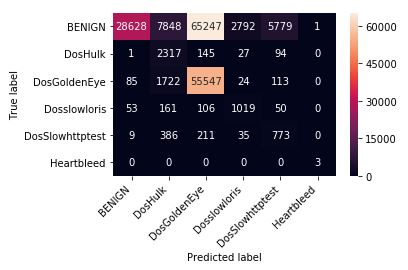 BENIGN 28628 7848 65247 2792 5779 1
DosHulk 1 2317 145 27 94 0
DosGoldenEye 85 1722 55547 24 113 0
Dosslowloris 53 161 106 1019 50 0
DosSlowhttptest 9 386 211 35 773 0
Heartbleed 0 0 0 0 0 3
True label
BENIGN DosHulk DosGoldenEye Dosslowloris DosSlowhttptest Heartbleed
Predicted label
60000
45000
30000
15000
0